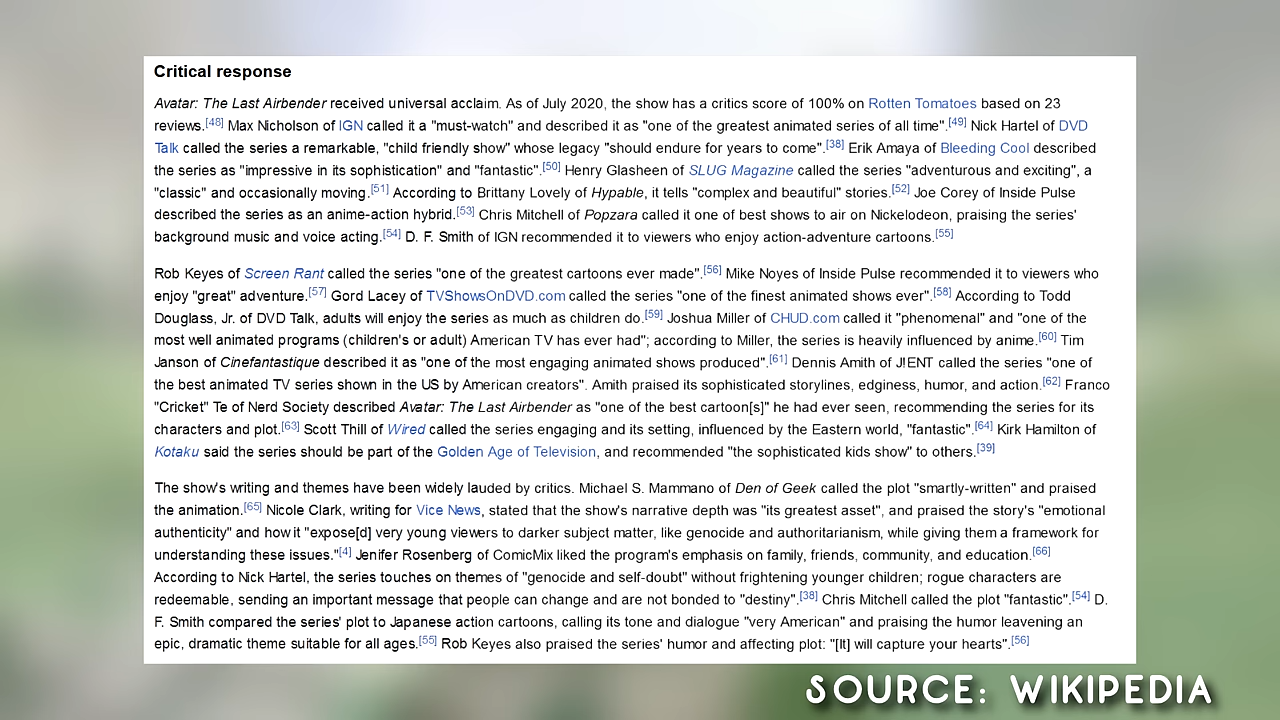 Critical response
Avatar: The Last Airbender received universal acclaim. As of July 2020, the show has a critics score of 100% on Rotten Tomatoes based on 23
reviews.[48] Max Nicholson of IGN called it a "must-watch" and described it as "one of the greatest animated series of all time".[49] Nick Hartel of DVD
Talk called the series a remarkable, "child friendly show" whose legacy "should endure for years to come".[38] Erik Amaya of Bleeding Cool described
the series as "impressive in its sophistication" and "fantastic".[50] Henry Glasheen of SLUG Magazine called the series "adventurous and exciting", a
"classic" and occasionally moving.[51] According to Brittany Lovely of Hypable, it tells "complex and beautiful" stories.[52] Joe Corey of Inside Pulse
described the series as an anime-action hybrid.[53] Chris Mitchell of Popzara called it one of best shows to air on Nickelodeon, praising the series'
background music and voice acting.[54] D. F. Smith of IGN recommended it to viewers who enjoy action-adventure cartoons.[55]
Rob Keyes of Screen Rant called the series "one of the greatest cartoons ever made".[56] Mike Noyes of Inside Pulse recommended it to viewers who
enjoy "great" adventure.[57] Gord Lacey of TVShowsOnDVD.com called the series "one of the finest animated shows ever".[58] According to Todd
Douglass, Jr. of DVD Talk, adults will enjoy the series as much as children do.[59] Joshua Miller of CHUD.com called it "phenomenal" and "one of the
most well animated programs (children's or adult) American TV has ever had"; according to Miller, the series is heavily influenced by anime.[60] Tim
Janson of Cinefantastique described it as "one of the most engaging animated shows produced".[61] Dennis Amith of J!ENT called the series "one of
the best animated TV series shown in the US by American creators". Amith praised its sophisticated storylines, edginess, humor, and action.[62] Franco
"Cricket" Te of Nerd Society described Avatar: The Last Airbender as "one of the best cartoon[s]" he had ever seen, recommending the series for its
characters and plot.[63] Scott Thill of Wired called the series engaging and its setting, influenced by the Eastern world, "fantastic".[64] Kirk Hamilton of
Kotaku said the series should be part of the Golden Age of Television, and recommended "the sophisticated kids show" to others.[39]
The show's writing and themes have been widely lauded by critics. Michael S. Mammano of Den of Geek called the plot "smartly-written" and praised
the animation.[65] Nicole Clark, writing for Vice News, stated that the show's narrative depth was "its greatest asset", and praised the story's "emotional
authenticity" and how it "expose[d] very young viewers to darker subject matter, like genocide and authoritarianism, while giving them a framework for
understanding these issues."[4] Jenifer Rosenberg of ComicMix liked the program's emphasis on family, friends, community, and education.[66]
According to Nick Hartel, the series touches on themes of "genocide and self-doubt" without frightening younger children; rogue characters are
redeemable, sending an important message that people can change and are not bonded to "destiny".[38] Chris Mitchell called the plot "fantastic".[54] D.
F. Smith compared the series' plot to Japanese action cartoons, calling its tone and dialogue "very American" and praising the humor leavening an
epic, dramatic theme suitable for all ages.[55] Rob Keyes also praised the series' humor and affecting plot: "[It] will capture your hearts".[56]
SOURCE: WIKIPEDIA